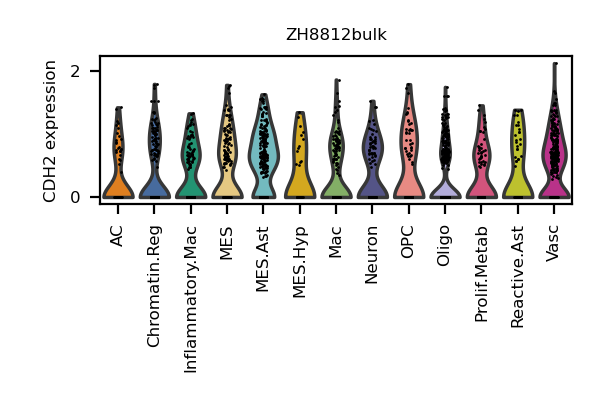 ZH8812bulk
CDH2 expression
2
0
AC
Chromatin.Reg
Inflammatory.Mac
MES
MES.Ast
MES.Hyp
Mac
Neuron
OPC
Oligo
Prolif.Metab
Reactive.Ast
Vasc